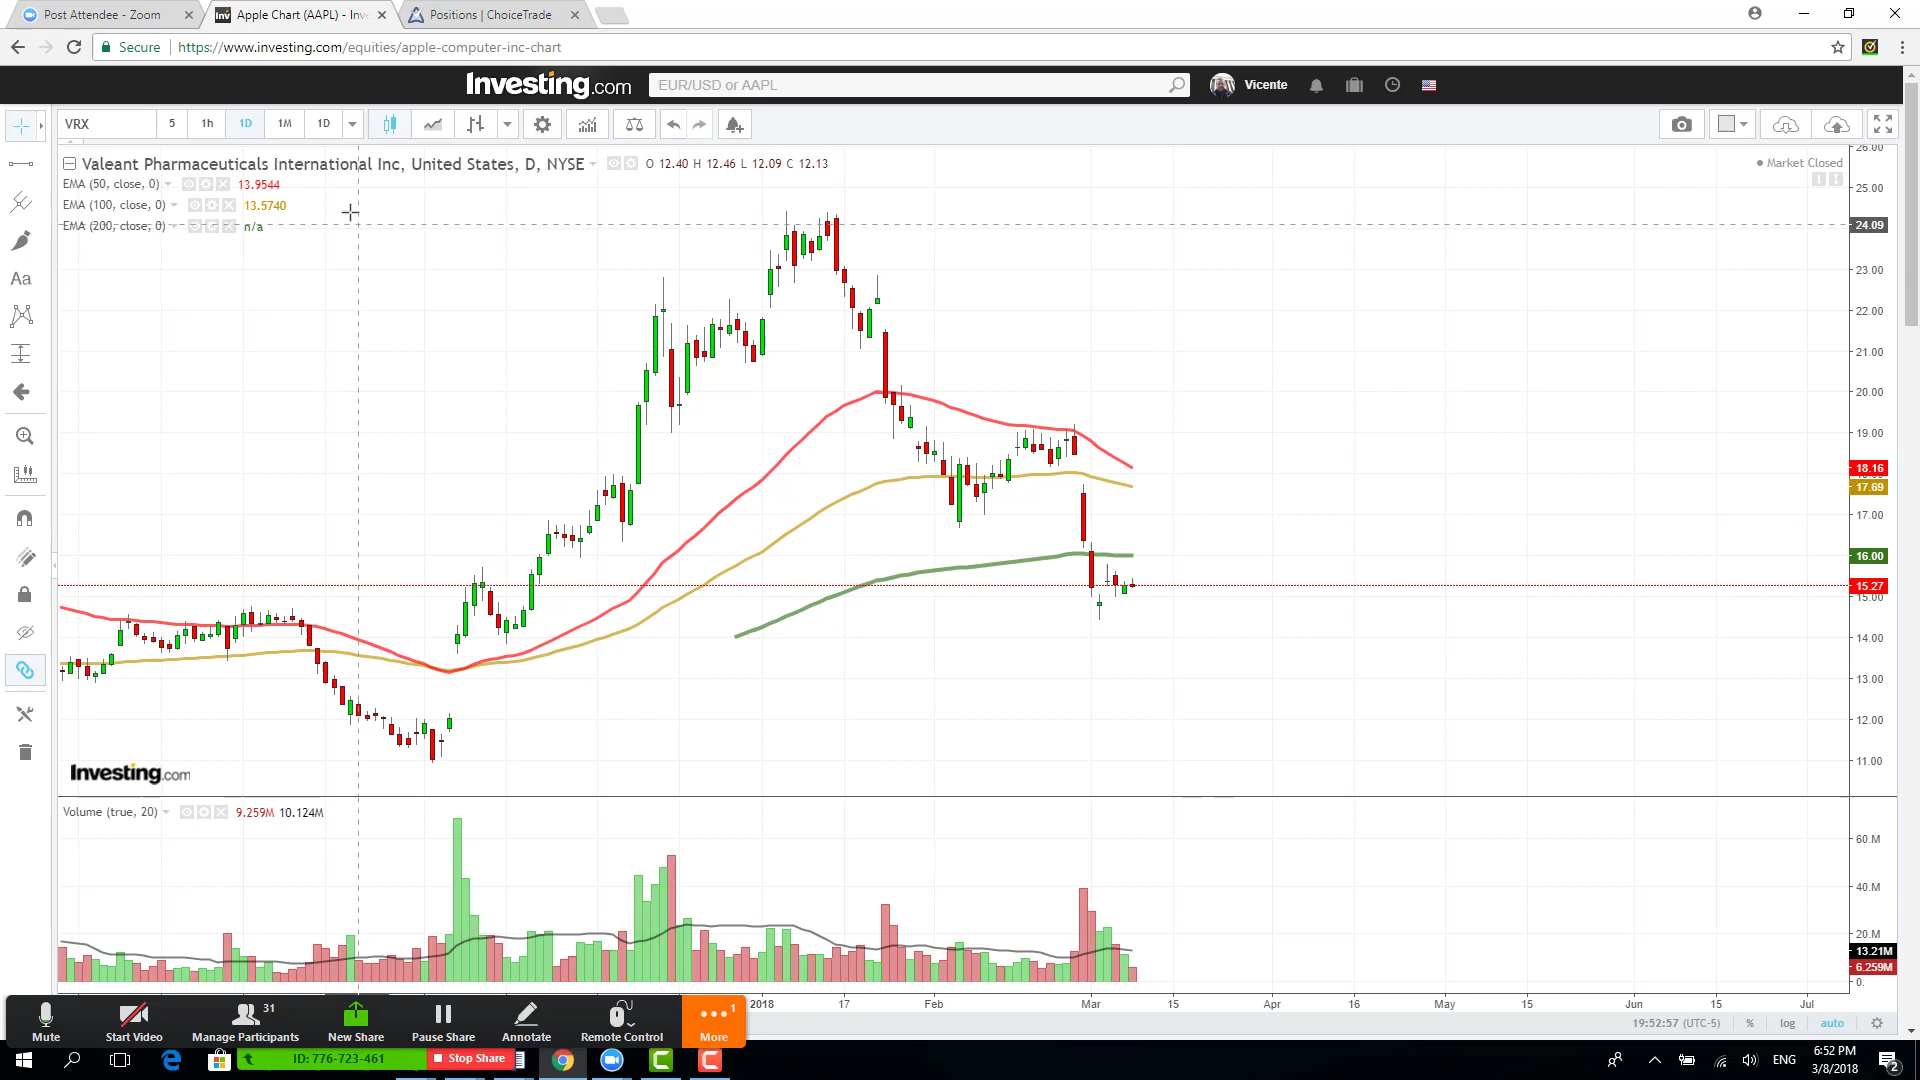 Post Attendee - Zoom
Apple Chart (AAPL) - Inv
Positions | ChoiceTrade
Secure | https://www.investing.com/equities/apple-computer-inc-chart
Investing.com
EUR/USD or AAPL
Vicente
VRX 5 1h 1D 1M 1D
Valeant Pharmaceuticals International Inc, United States, D, NYSE O 12.40 H 12.46 L 12.09 C 12.13
Market Closed
EMA (50, close, 0) 13.9544
EMA (100, close, 0) 13.5740
EMA (200, close, 0) n/a
Aa
26.00
25.00
24.09
23.00
22.00
21.00
20.00
19.00
18.16
17.69
17.00
16.00
15.27
15.00
14.00
13.00
12.00
11.00
Investing.com
Volume (true, 20) 9.259M 10.124M
60.M
40.M
20.M
13.21M
6.259M
0.
2018 17 Feb Mar 15 Apr 16 May 15 Jun 15 Jul
19:52:57 (UTC-5) % log auto
Mute
Start Video
31
Manage Participants
New Share
Pause Share
Annotate
Remote Control
1
More
ID: 776-723-461
Stop Share
ENG
6:52 PM
3/8/2018
2